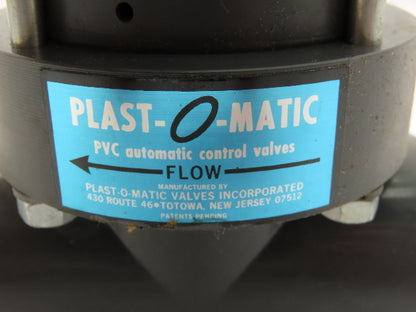 PLAST-O-MATIC
PVC automatic control valves
FLOW
MANUFACTURED BY
PLAST-O-MATIC VALVES INCORPORATED
430 ROUTE 46•TOTOWA, NEW JERSEY 07512
PATENTS PENDING